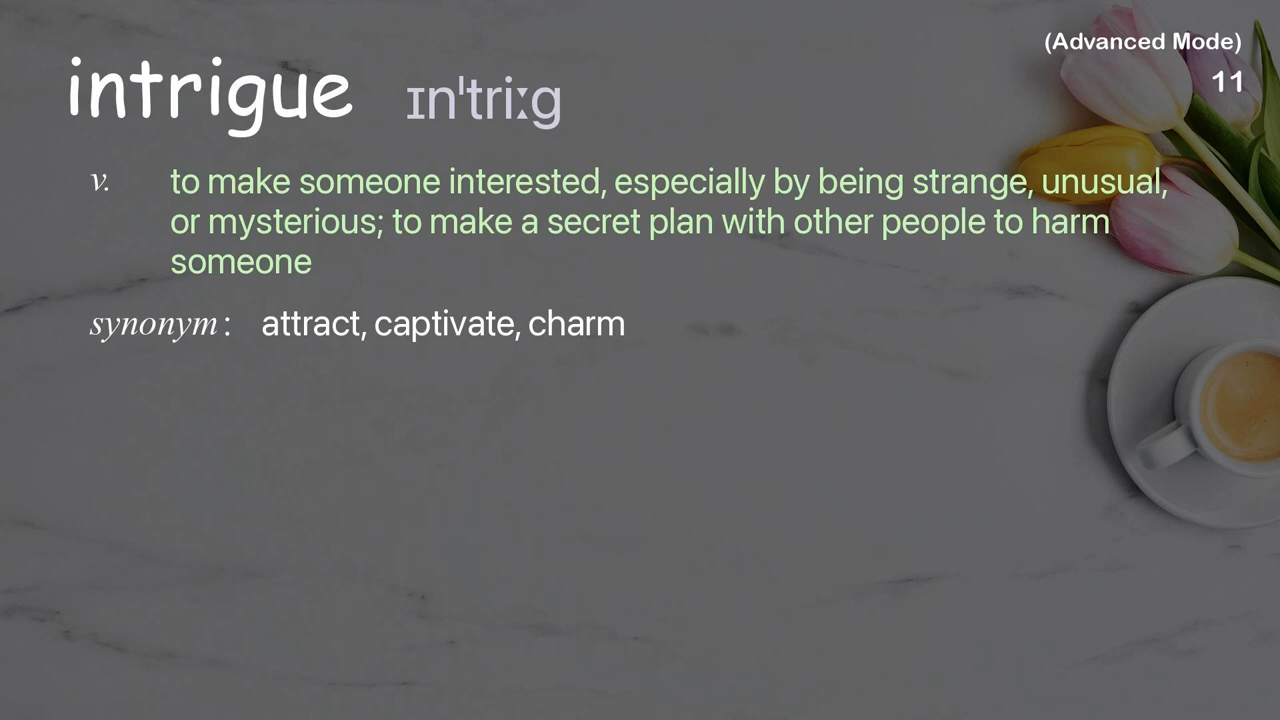 (Advanced Mode)
11
intrigue ɪnˈtriːg
v. to make someone interested, especially by being strange, unusual,
or mysterious; to make a secret plan with other people to harm
someone
synonym: attract, captivate, charm